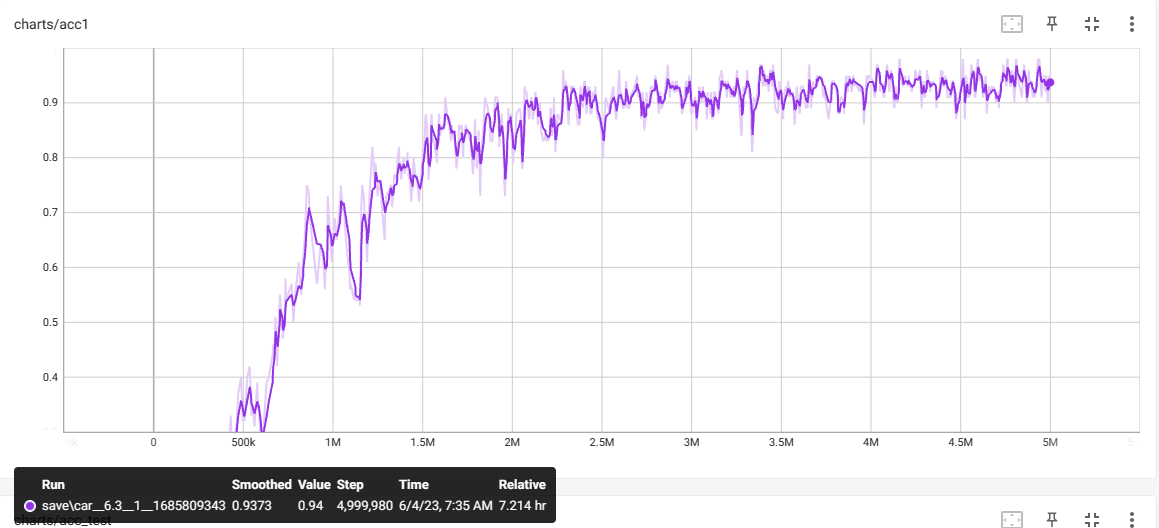 charts/acc1
0.9
0.8
0.7
0.6
0.5
0.4
0 500k 1M 1.5M 2M 2.5M 3M 3.5M 4M 4.5M 5M
Run Smoothed Value Step Time Relative
save\car__6.3__1__1685809343 0.9373 0.94 4,999,980 6/4/23, 7:35 AM 7.214 hr
charts/acc_test